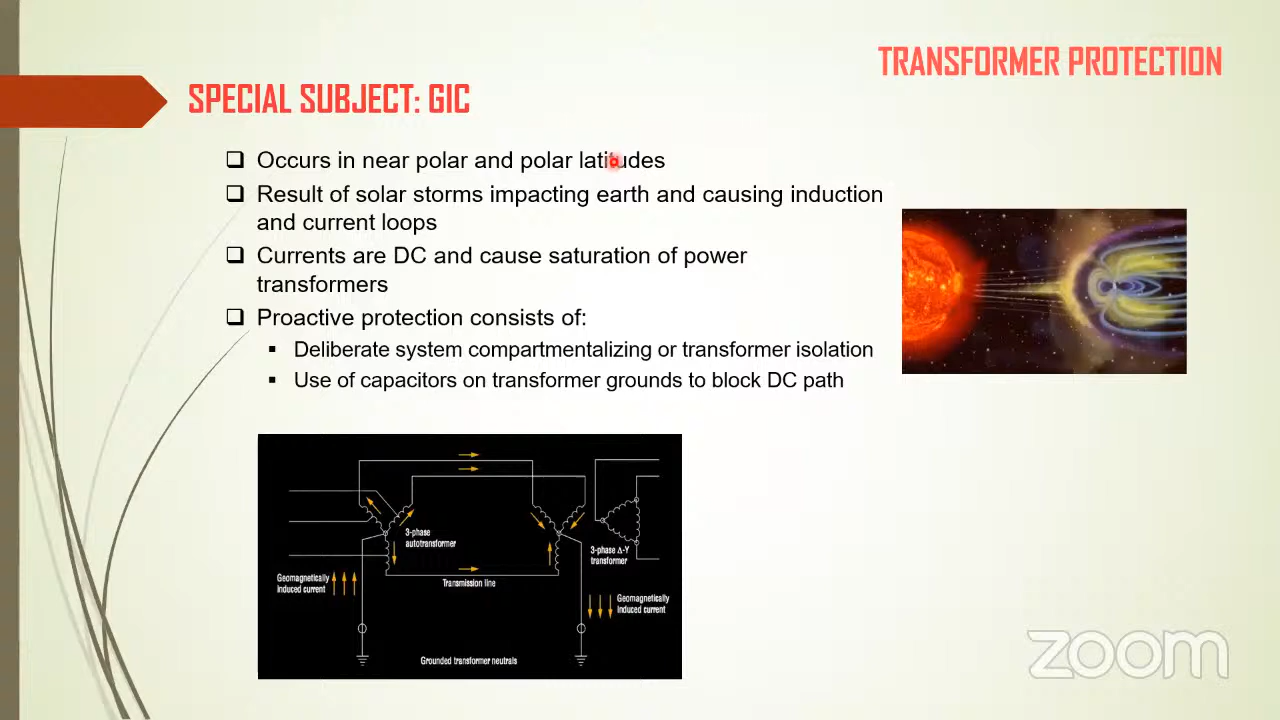 TRANSFORMER PROTECTION
SPECIAL SUBJECT: GIC
Occurs in near polar and polar latitudes
Result of solar storms impacting earth and causing induction
and current loops
Currents are DC and cause saturation of power
transformers
Proactive protection consists of:
Deliberate system compartmentalizing or transformer isolation
Use of capacitors on transformer grounds to block DC path
3-phase
autotransformer
3-phase Δ-Y
transformer
Geomagnetically
induced current
Transmission line
Geomagnetically
induced current
Grounded transformer neutrals
zoom